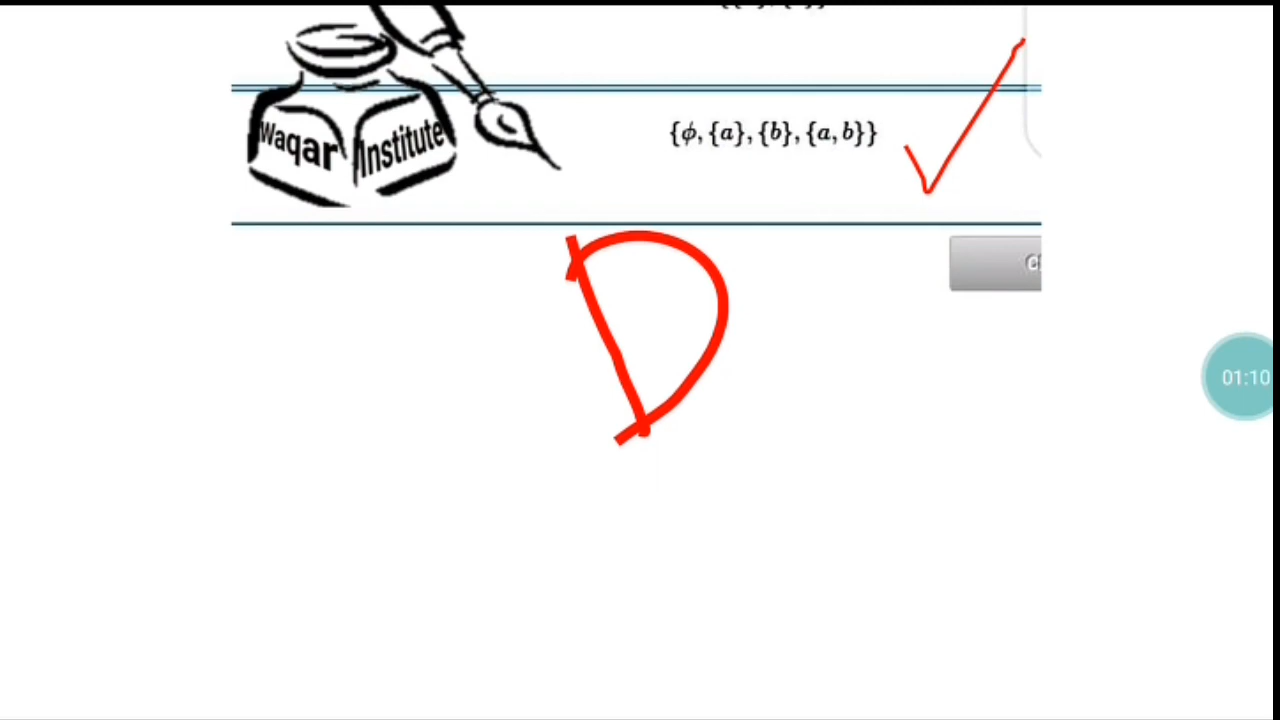 Waqar Institute
{ϕ, {a}, {b}, {a, b}}
D
01:10